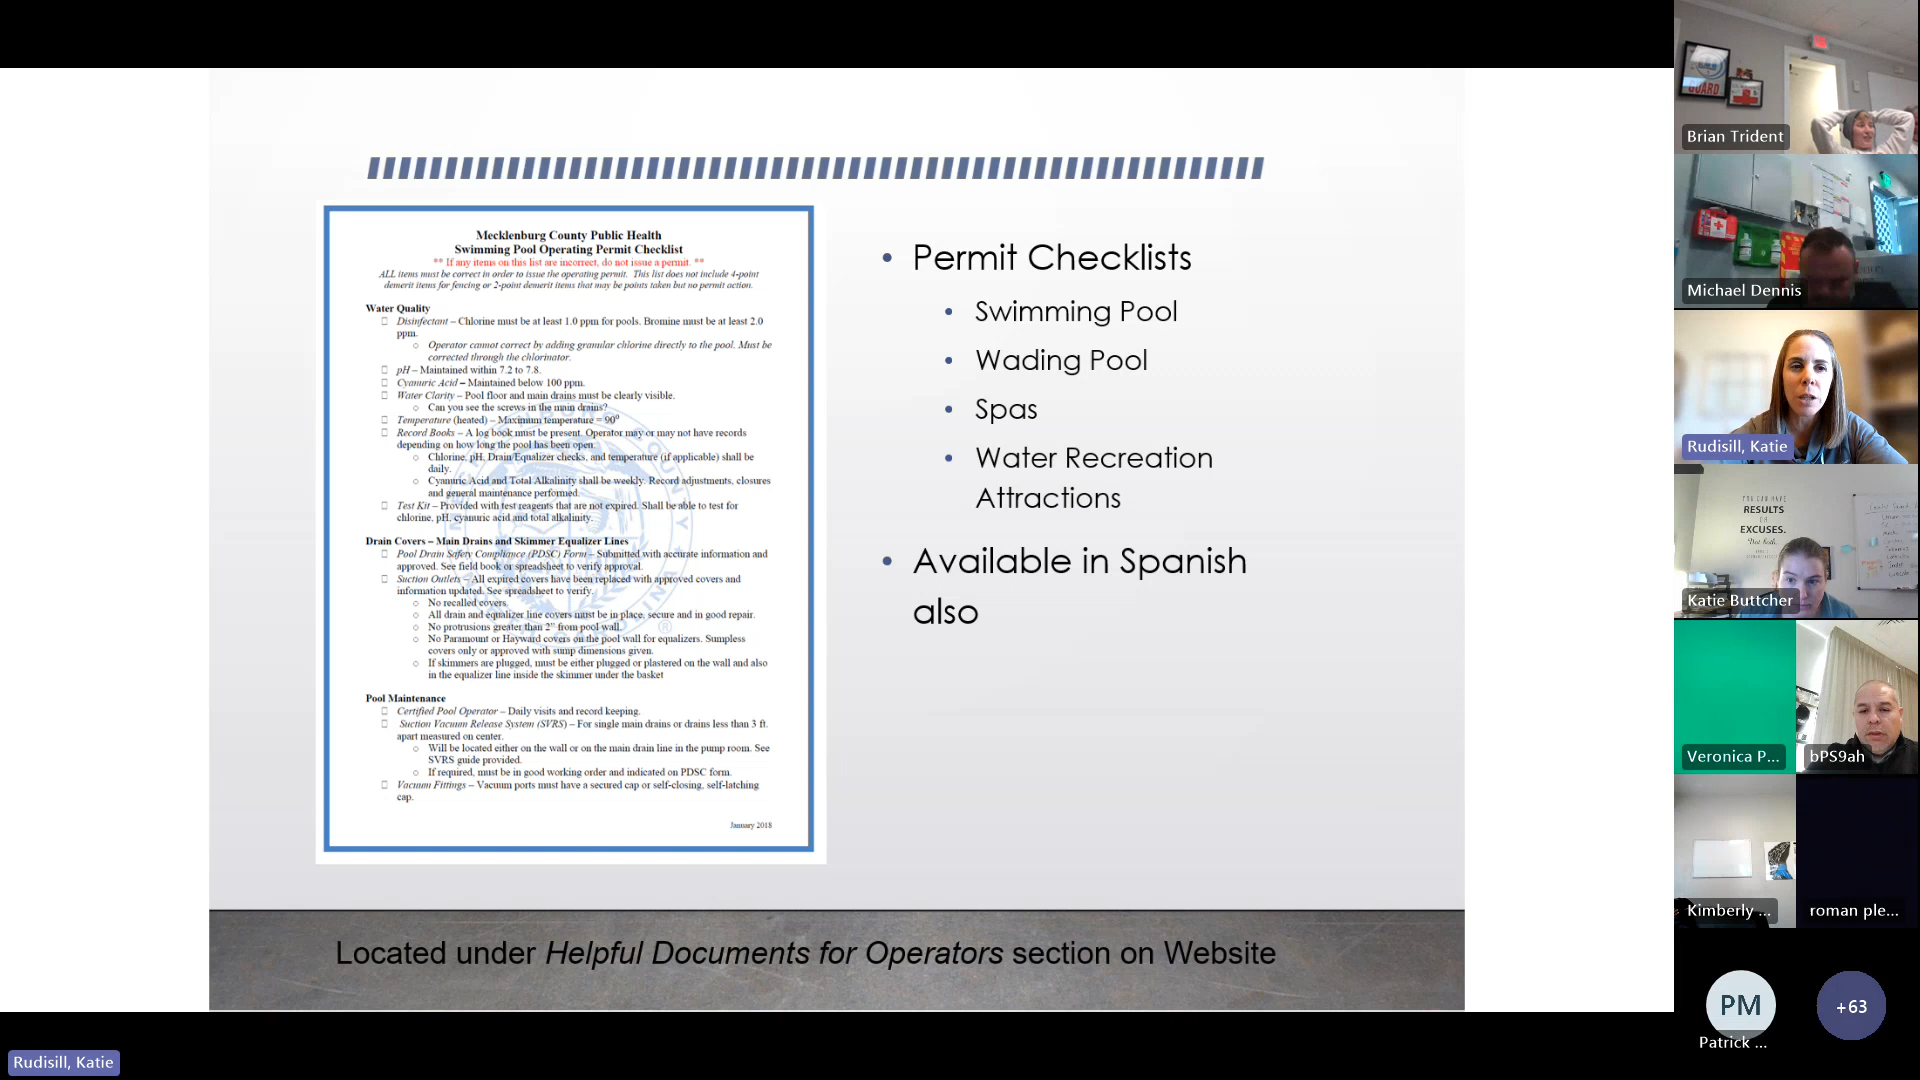 Mecklenburg County Public Health
Swimming Pool Operating Permit Checklist
** If any items on this list are incorrect, do not issue a permit. **
ALL items must be correct in order to issue the operating permit. This list does not include 4-point
demerit items for fencing or 2-point demerit items that may be points taken but no permit action.
Water Quality
Disinfectant – Chlorine must be at least 1.0 ppm for pools. Bromine must be at least 2.0
ppm.
Operator cannot correct by adding granular chlorine directly to the pool. Must be
corrected through the chlorinator.
pH – Maintained within 7.2 to 7.8.
Cyanuric Acid – Maintained below 100 ppm.
Water Clarity – Pool floor and main drains must be clearly visible.
Can you see the screws in the main drains?
Temperature (heated) – Maximum temperature = 90°
Record Books – A log book must be present. Operator may or may not have records
depending on how long the pool has been open.
Chlorine, pH, Drain/Equalizer checks, and temperature (if applicable) shall be
daily.
Cyanuric Acid and Total Alkalinity shall be weekly. Record adjustments, closures
and general maintenance performed.
Test Kit – Provided with test reagents that are not expired. Shall be able to test for
chlorine, pH, cyanuric acid and total alkalinity.
Drain Covers – Main Drains and Skimmer Equalizer Lines
Pool Drain Safety Compliance (PDSC) Form – Submitted with accurate information and
approved. See field book or spreadsheet to verify approval.
Suction Outlets – All expired covers have been replaced with approved covers and
information updated. See spreadsheet to verify.
No recalled covers.
All drain and equalizer line covers must be in place, secure and in good repair.
No protrusions greater than 2" from pool wall.
No Paramount or Hayward covers on the pool wall for equalizers. Sumpless
covers only or approved with sump dimensions given.
If skimmers are plugged, must be either plugged or plastered on the wall and also
in the equalizer line inside the skimmer under the basket
Pool Maintenance
Certified Pool Operator – Daily visits and record keeping.
Suction Vacuum Release System (SVRS) – For single main drains or drains less than 3 ft.
apart measured on center.
Will be located either on the wall or on the main drain line in the pump room. See
SVRS guide provided.
If required, must be in good working order and indicated on PDSC form.
Vacuum Fittings – Vacuum ports must have a secured cap or self-closing, self-latching
cap.
January 2018
• Permit Checklists
• Swimming Pool
• Wading Pool
• Spas
• Water Recreation
Attractions
• Available in Spanish
also
Located under Helpful Documents for Operators section on Website
Rudisill, Katie
GUARD
Brian Trident
Michael Dennis
Rudisill, Katie
YOU CAN HAVE
RESULTS
OR
EXCUSES.
Not both.
Katie Buttcher
Veronica P...
bPS9ah
Kimberly ...
roman ple...
PM
Patrick ...
+63